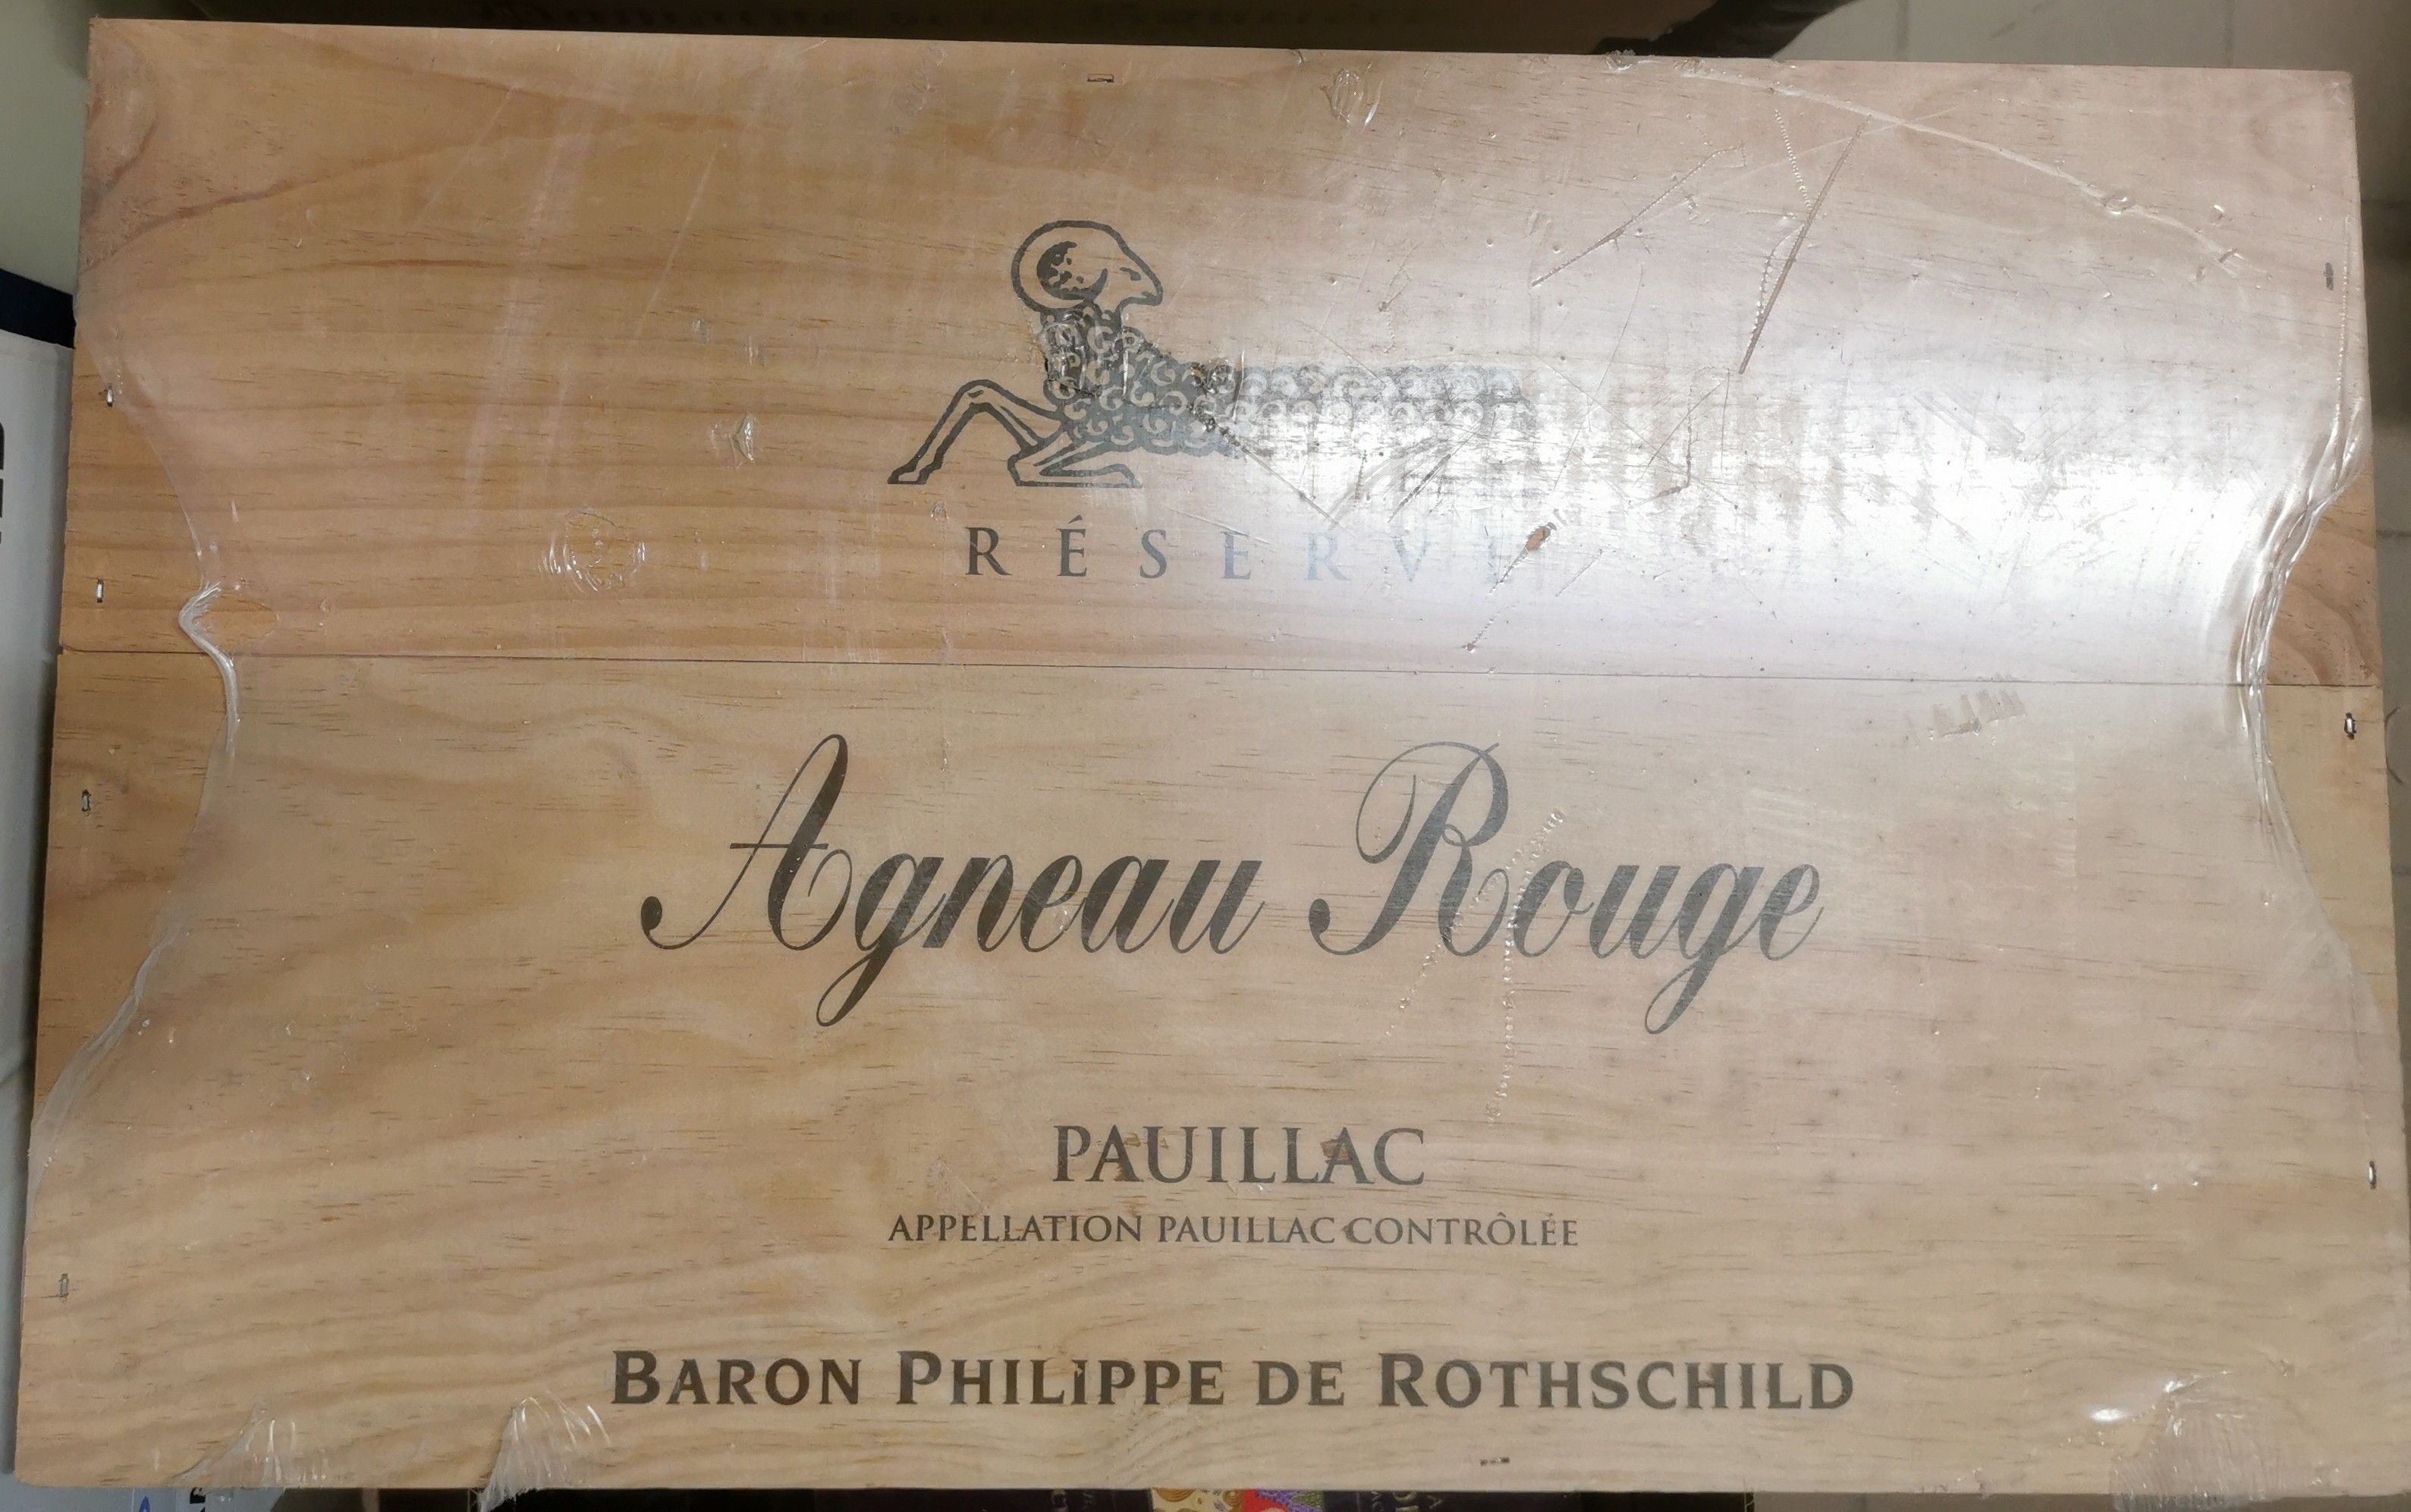 RÉSERVE
Agneau Rouge
PAUILLAC
APPELLATION PAUILLAC CONTRÔLÉE
BARON PHILIPPE DE ROTHSCHILD